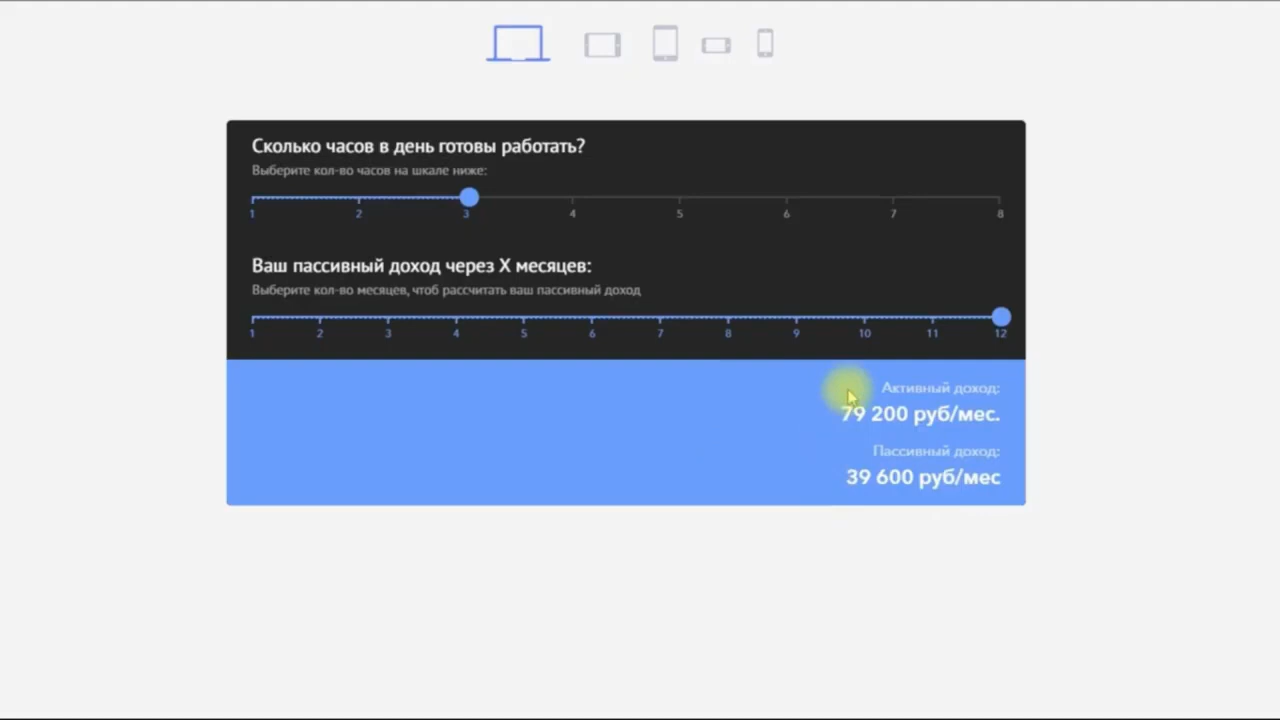 Сколько часов в день готовы работать?
Выберите кол-во часов на шкале ниже:
1 2 3 4 5 6 7 8
Ваш пассивный доход через X месяцев:
Выберите кол-во месяцев, чтоб рассчитать ваш пассивный доход
1 2 3 4 5 6 7 8 9 10 11 12
Активный доход:
79 200 руб/мес.
Пассивный доход:
39 600 руб/мес